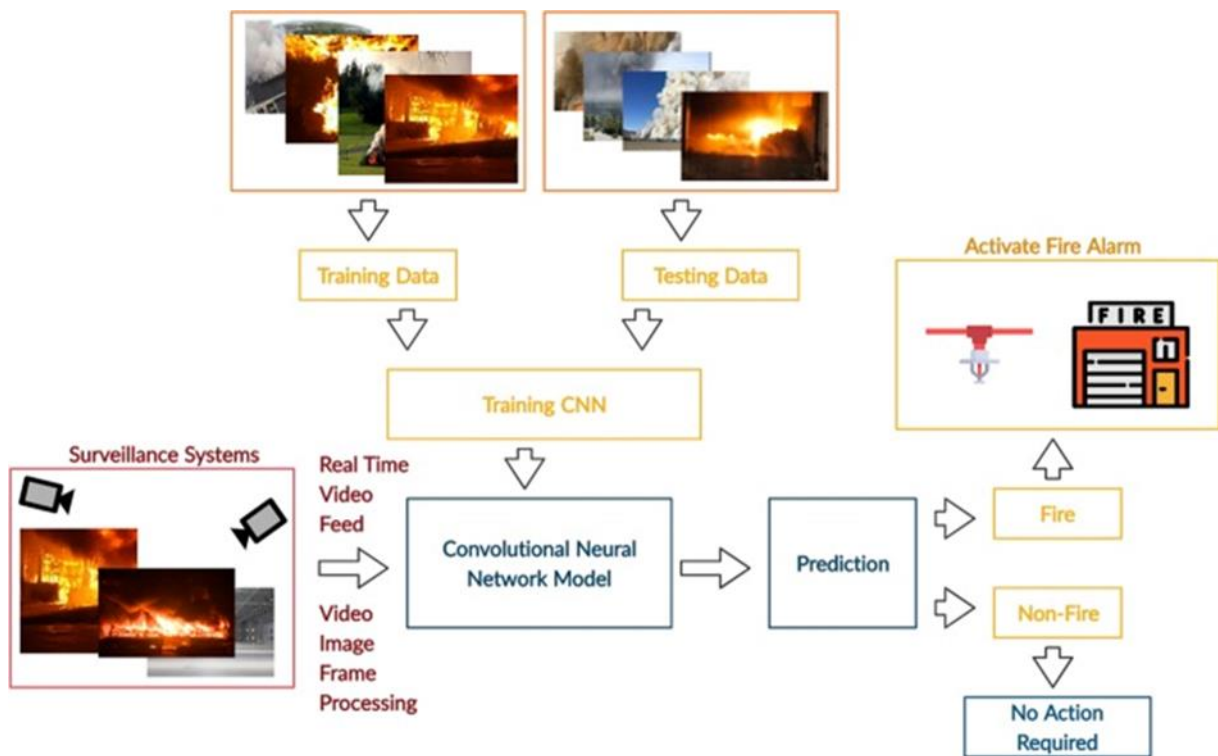 Training Data
Testing Data
Activate Fire Alarm
FIRE
Training CNN
Surveillance Systems
Real Time
Video
Feed
Video
Image
Frame
Processing
Convolutional Neural
Network Model
Prediction
Fire
Non-Fire
No Action
Required